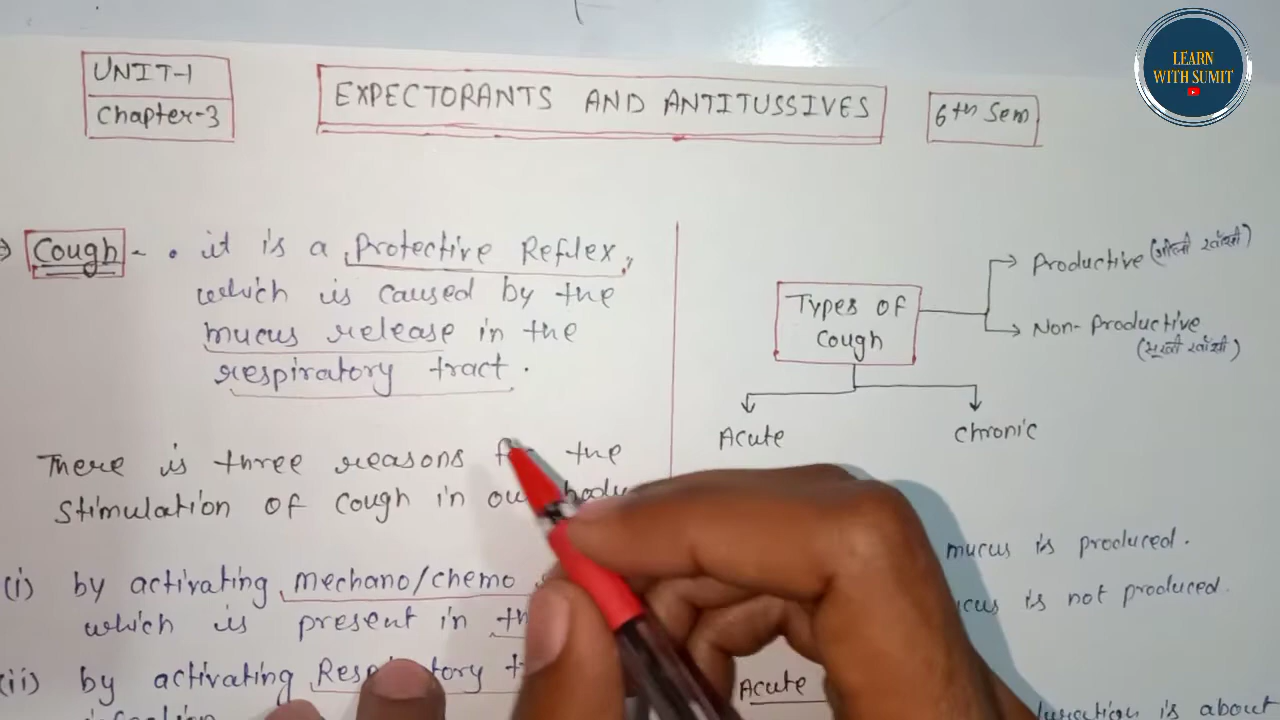 UNIT-1
Chapter-3
EXPECTORANTS AND ANTITUSSIVES
6th Sem
LEARN
WITH SUMIT
Cough - • it is a Protective Reflex,
which is caused by the
mucus release in the
respiratory tract.
There is three reasons the
stimulation of cough in
(i) by activating mechano/chemo
which is present in
(ii) by activating
Types of
Cough
Productive (गीली खाँसी)
Non-Productive
(सूखी खाँसी)
Acute
Chronic
mucus is produced.
is not produced.
Acute
is about